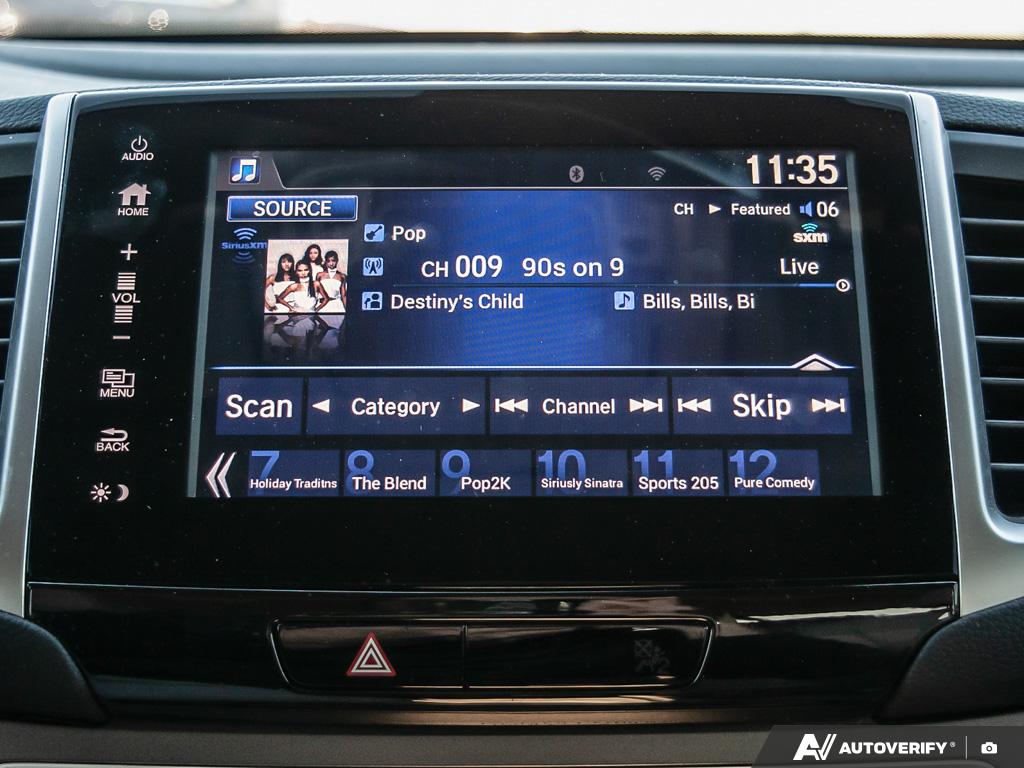 AUDIO
HOME
+
VOL
−
MENU
BACK
11:35
SOURCE
CH ► Featured 06
SiriusXM
Pop
sxm
CH 009 90s on 9 Live
Destiny's Child Bills, Bills, Bi
Scan ◄ Category ► Channel Skip
7 Holiday Traditns
8 The Blend
9 Pop2K
10 Siriusly Sinatra
11 Sports 205
12 Pure Comedy
AV AUTOVERIFY®